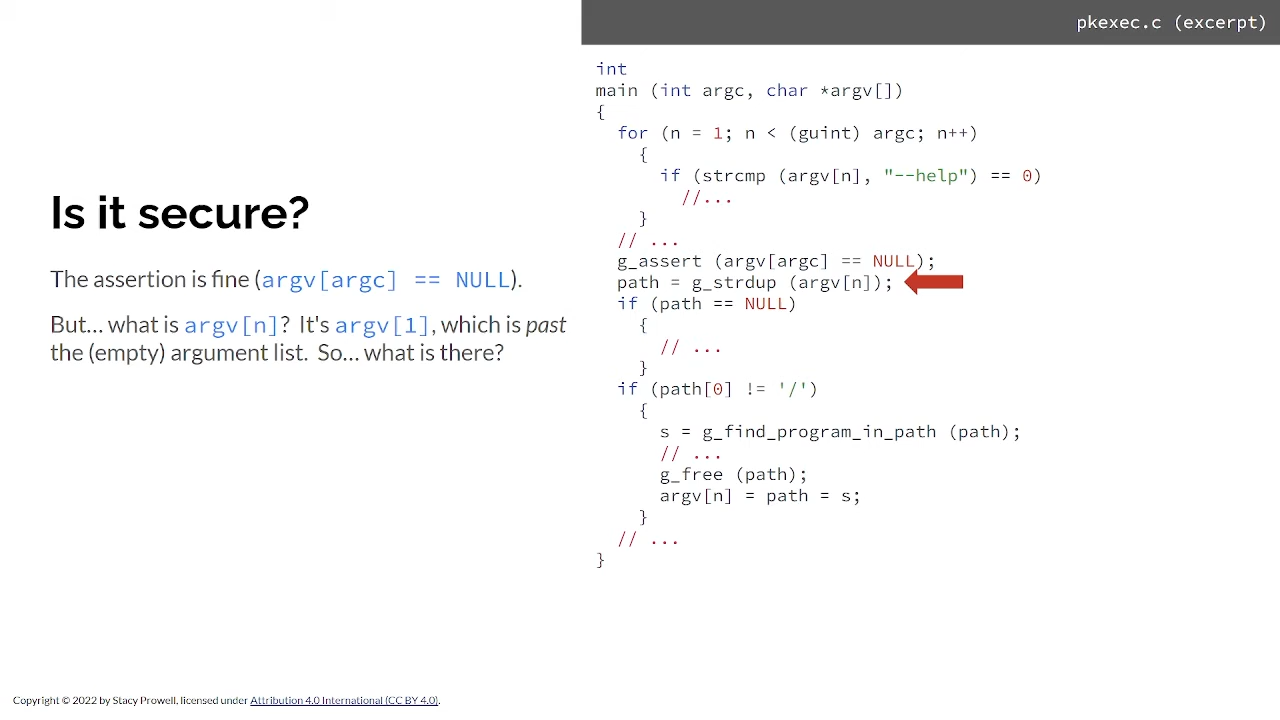 pkexec.c (excerpt)
Is it secure?
The assertion is fine (argv[argc] == NULL).
But... what is argv[n]? It's argv[1], which is past
the (empty) argument list. So... what is there?
int
main (int argc, char *argv[])
{
for (n = 1; n < (guint) argc; n++)
{
if (strcmp (argv[n], "--help") == 0)
//...
}
// ...
g_assert (argv[argc] == NULL);
path = g_strdup (argv[n]);
if (path == NULL)
{
// ...
}
if (path[0] != '/')
{
s = g_find_program_in_path (path);
// ...
g_free (path);
argv[n] = path = s;
}
// ...
}
Copyright © 2022 by Stacy Prowell, licensed under Attribution 4.0 International (CC BY 4.0).